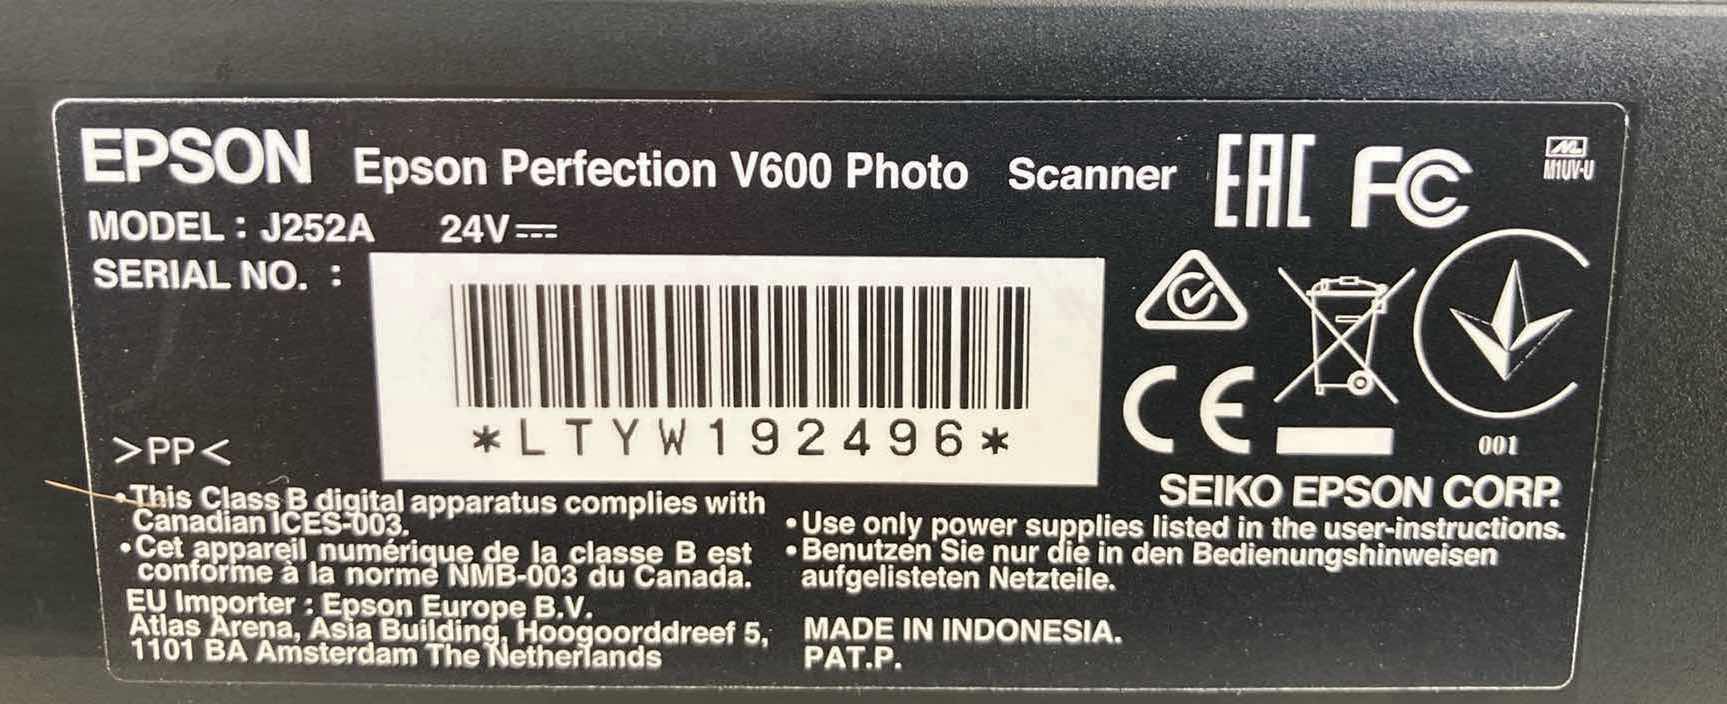 EPSON Epson Perfection V600 Photo Scanner EAC FC
M1UV-U
MODEL : J252A 24V
SERIAL NO. :
*LTYW192496*
>PP<
CE
001
SEIKO EPSON CORP.
•This Class B digital apparatus complies with
Canadian ICES-003.
•Cet appareil numérique de la classe B est
conforme à la norme NMB-003 du Canada.
EU Importer : Epson Europe B.V.
Atlas Arena, Asia Building, Hoogoorddreef 5,
1101 BA Amsterdam The Netherlands
•Use only power supplies listed in the user-instructions.
•Benutzen Sie nur die in den Bedienungshinweisen
aufgelisteten Netzteile.
MADE IN INDONESIA.
PAT.P.